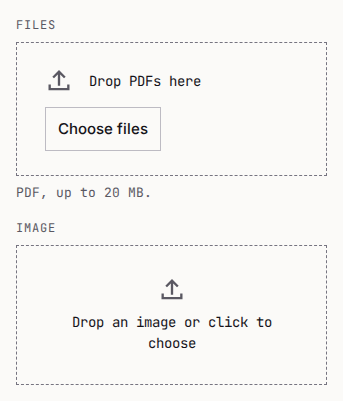 FILES
Drop PDFs here
Choose files
PDF, up to 20 MB.
IMAGE
Drop an image or click to
choose